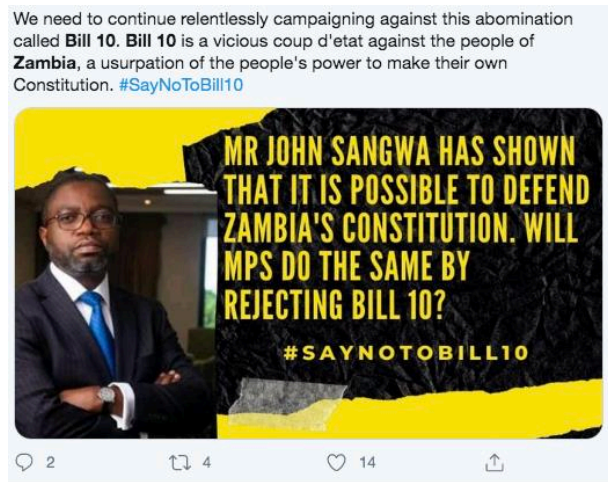 We need to continue relentlessly campaigning against this abomination
called Bill 10. Bill 10 is a vicious coup d'etat against the people of
Zambia, a usurpation of the people's power to make their own
Constitution. #SayNoToBill10
MR JOHN SANGWA HAS SHOWN
THAT IT IS POSSIBLE TO DEFEND
ZAMBIA'S CONSTITUTION. WILL
MPS DO THE SAME BY
REJECTING BILL 10?
#SAYNOTOBILL10
2 4 14